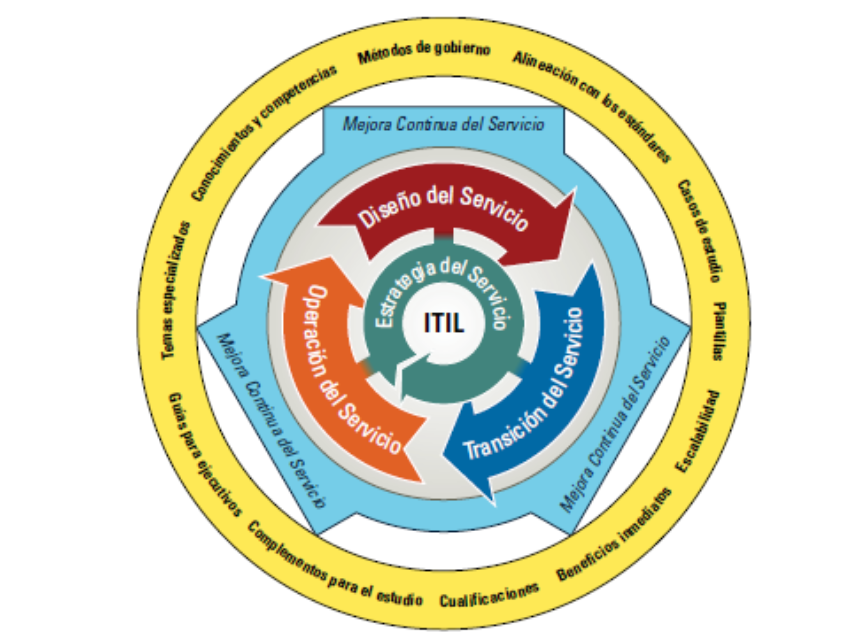 Métodos de gobierno
Alineación con los estándares
Casos de estudio
Plantillas
Escalabilidad
Beneficios inmediatos
Cualificaciones
Complementos para el estudio
Guías para ejecutivos
Temas especializados
Conocimientos y competencias
Mejora Continua del Servicio
Mejora Continua del Servicio
Mejora Continua del Servicio
Diseño del Servicio
Transición del Servicio
Operación del Servicio
Estrategia del Servicio
ITIL